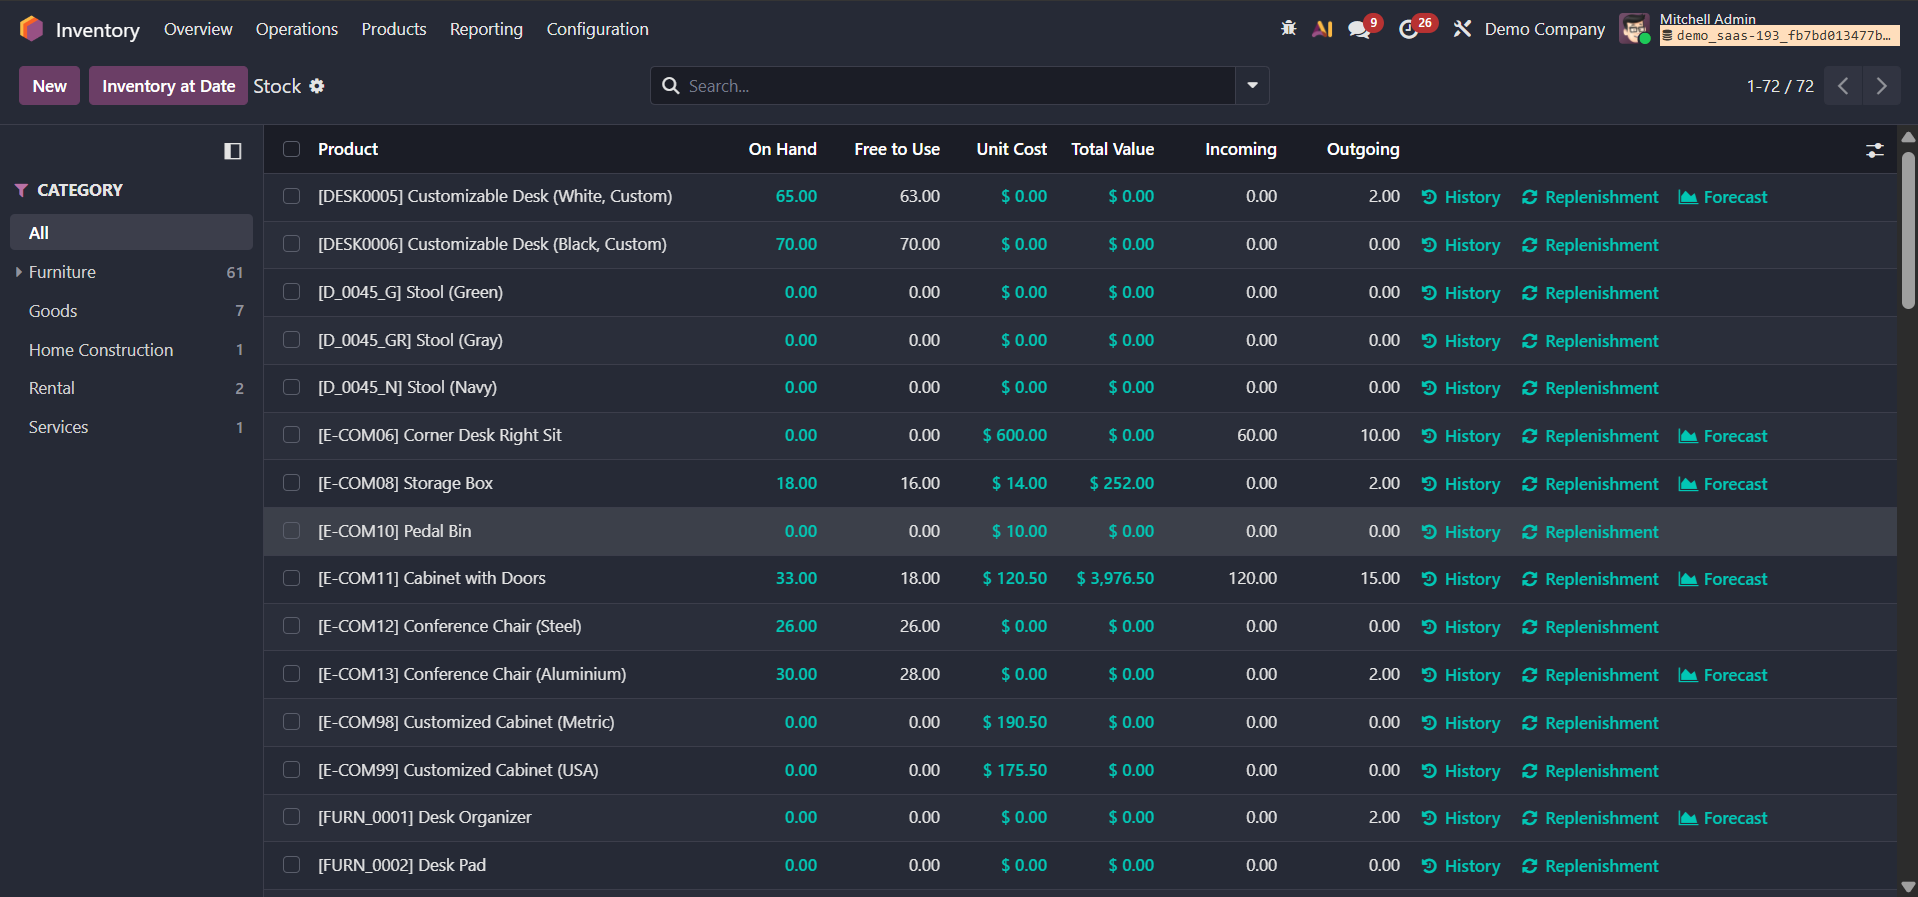 Inventory Overview Operations Products Reporting Configuration 9 26 Demo Company Mitchell Admin
demo_saas-193_fb7bd013477b...
New Inventory at Date Stock Search... 1-72 / 72
Product On Hand Free to Use Unit Cost Total Value Incoming Outgoing
CATEGORY
All
Furniture 61
Goods 7
Home Construction 1
Rental 2
Services 1
[DESK0005] Customizable Desk (White, Custom) 65.00 63.00 $ 0.00 $ 0.00 0.00 2.00 History Replenishment Forecast
[DESK0006] Customizable Desk (Black, Custom) 70.00 70.00 $ 0.00 $ 0.00 0.00 0.00 History Replenishment
[D_0045_G] Stool (Green) 0.00 0.00 $ 0.00 $ 0.00 0.00 0.00 History Replenishment
[D_0045_GR] Stool (Gray) 0.00 0.00 $ 0.00 $ 0.00 0.00 0.00 History Replenishment
[D_0045_N] Stool (Navy) 0.00 0.00 $ 0.00 $ 0.00 0.00 0.00 History Replenishment
[E-COM06] Corner Desk Right Sit 0.00 0.00 $ 600.00 $ 0.00 60.00 10.00 History Replenishment Forecast
[E-COM08] Storage Box 18.00 16.00 $ 14.00 $ 252.00 0.00 2.00 History Replenishment Forecast
[E-COM10] Pedal Bin 0.00 0.00 $ 10.00 $ 0.00 0.00 0.00 History Replenishment
[E-COM11] Cabinet with Doors 33.00 18.00 $ 120.50 $ 3,976.50 120.00 15.00 History Replenishment Forecast
[E-COM12] Conference Chair (Steel) 26.00 26.00 $ 0.00 $ 0.00 0.00 0.00 History Replenishment
[E-COM13] Conference Chair (Aluminium) 30.00 28.00 $ 0.00 $ 0.00 0.00 2.00 History Replenishment Forecast
[E-COM98] Customized Cabinet (Metric) 0.00 0.00 $ 190.50 $ 0.00 0.00 0.00 History Replenishment
[E-COM99] Customized Cabinet (USA) 0.00 0.00 $ 175.50 $ 0.00 0.00 0.00 History Replenishment
[FURN_0001] Desk Organizer 0.00 0.00 $ 0.00 $ 0.00 0.00 2.00 History Replenishment Forecast
[FURN_0002] Desk Pad 0.00 0.00 $ 0.00 $ 0.00 0.00 0.00 History Replenishment